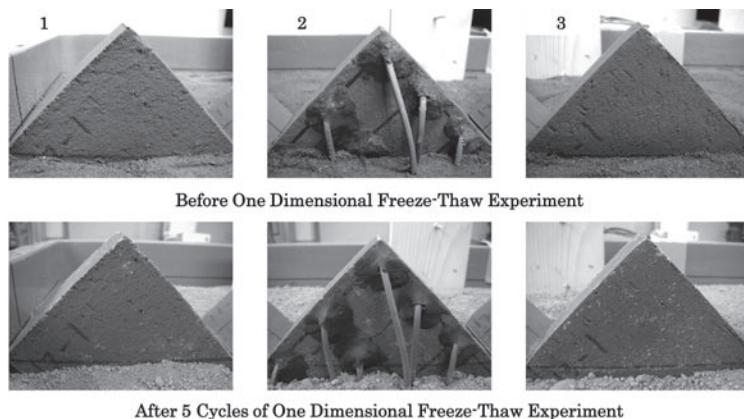 1 2 3
Before One Dimensional Freeze-Thaw Experiment
After 5 Cycles of One Dimensional Freeze-Thaw Experiment